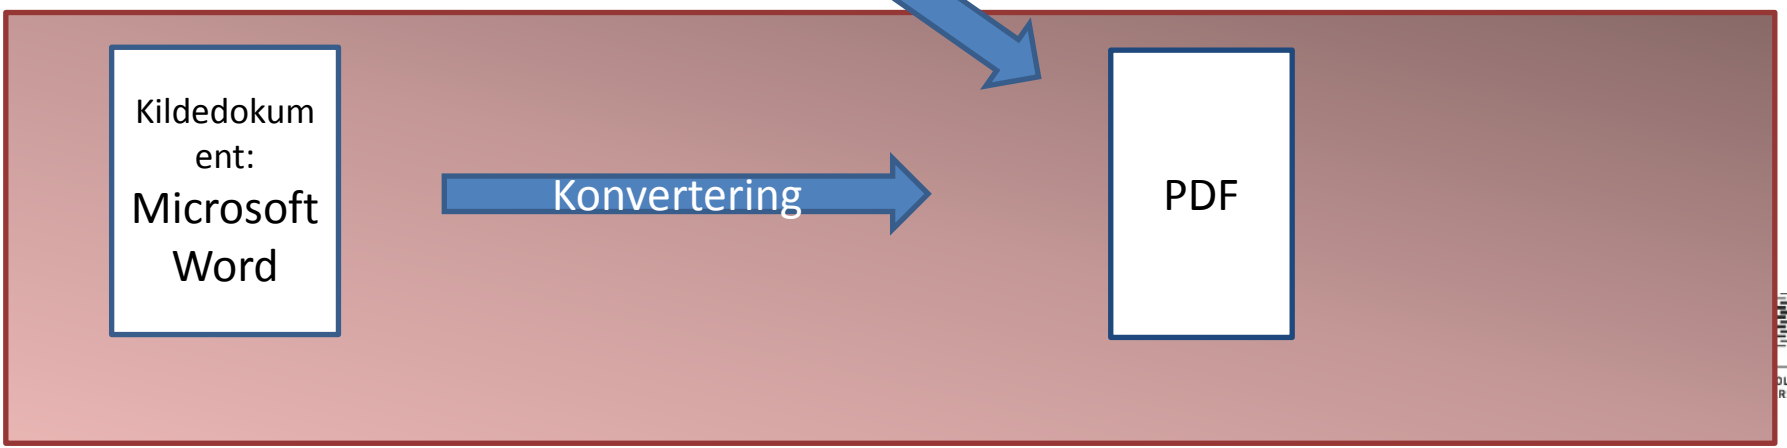 Kildedokum
ent:
Microsoft
Word
Konvertering
PDF